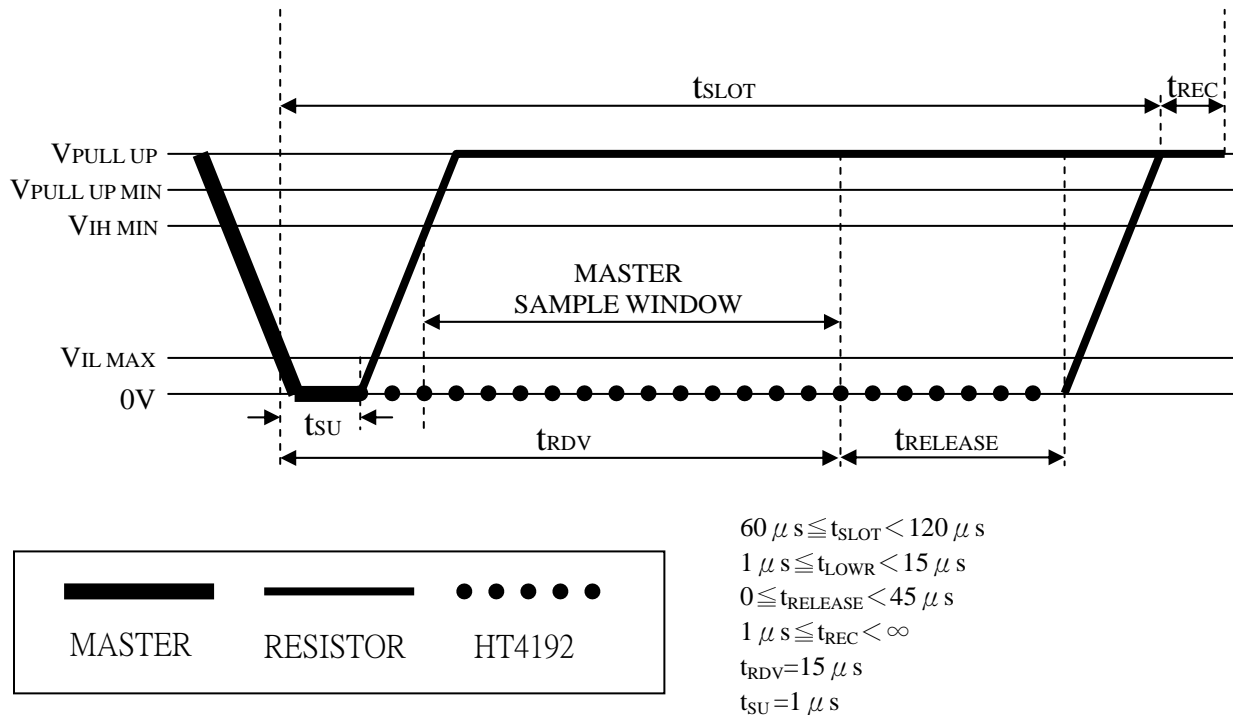 tSLOT
tREC
VPULL UP
VPULL UP MIN
VIH MIN
MASTER
SAMPLE WINDOW
VIL MAX
0V
tSU
tRDV
tRELEASE
60 μ s ≦ tSLOT < 120 μ s
1 μ s ≦ tLOWR < 15 μ s
0 ≦ tRELEASE < 45 μ s
1 μ s ≦ tREC < ∞
tRDV=15 μ s
tSU=1 μ s
MASTER
RESISTOR
HT4192